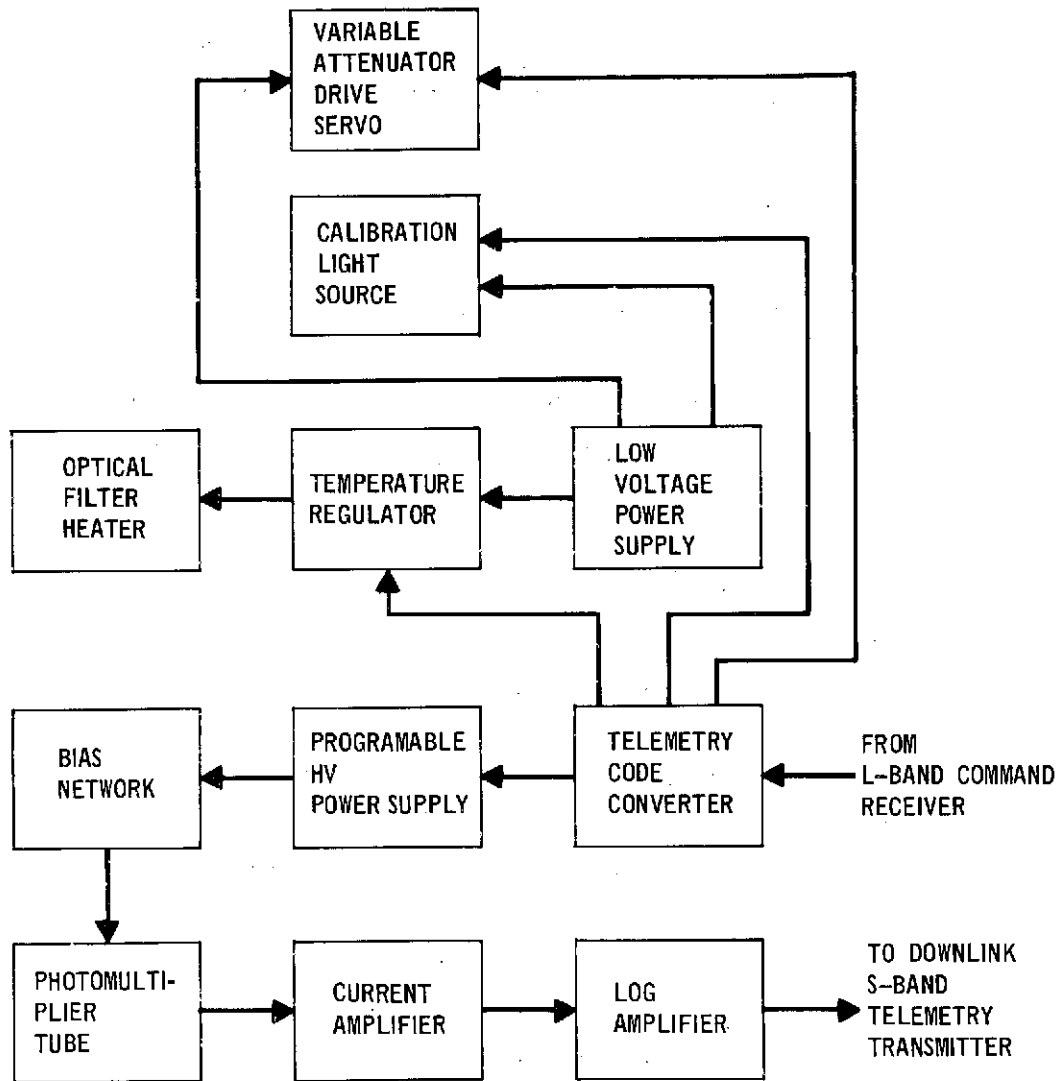 VARIABLE
ATTENUATOR
DRIVE
SERVO
CALIBRATION
LIGHT
SOURCE
OPTICAL
FILTER
HEATER
TEMPERATURE
REGULATOR
LOW
VOLTAGE
POWER
SUPPLY
BIAS
NETWORK
PROGRAMABLE
HV
POWER SUPPLY
TELEMETRY
CODE
CONVERTER
FROM
L-BAND COMMAND
RECEIVER
PHOTOMULTI-
PLIER
TUBE
CURRENT
AMPLIFIER
LOG
AMPLIFIER
TO DOWNLINK
S-BAND
TELEMETRY
TRANSMITTER